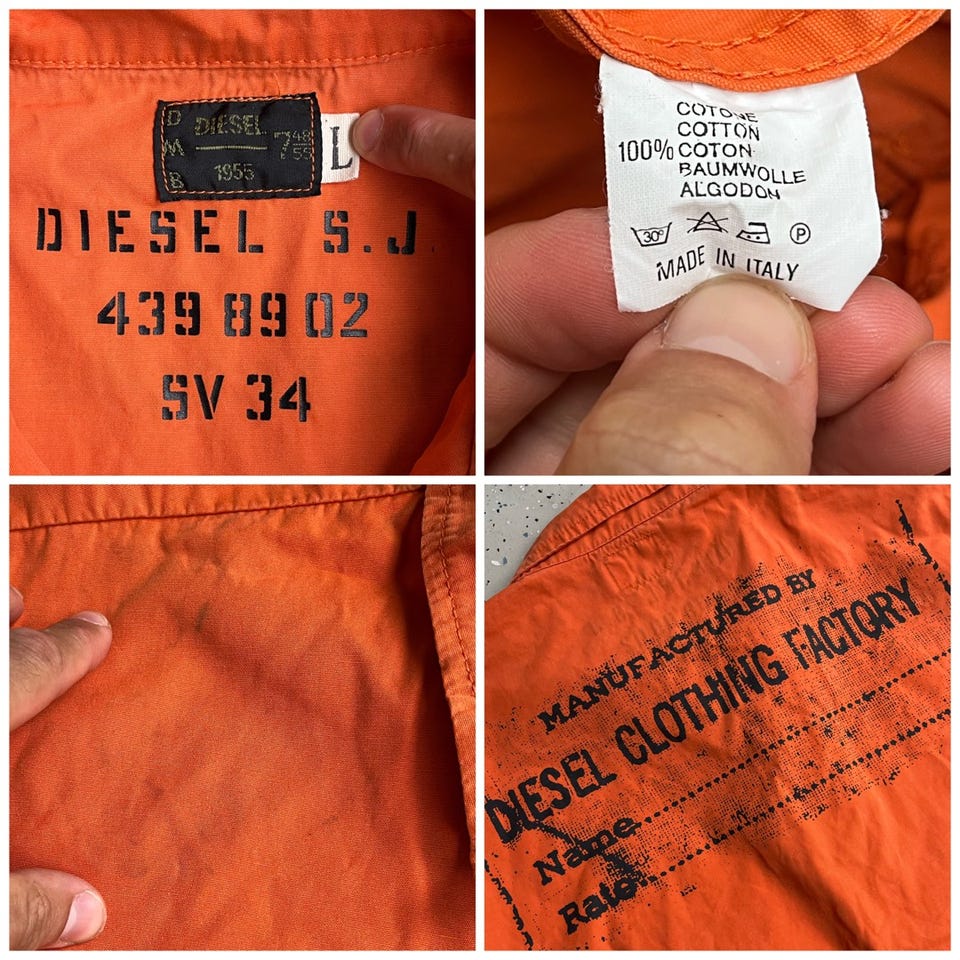 D DIESEL 7 48
M 55
B 1955
L
DIESEL S.J.
439 89 02
SV 34
COTONE
COTTON
100% COTON
BAUMWOLLE
ALGODON
30°
P
MADE IN ITALY
MANUFACTURED BY
DIESEL CLOTHING FACTORY
Name
Rate